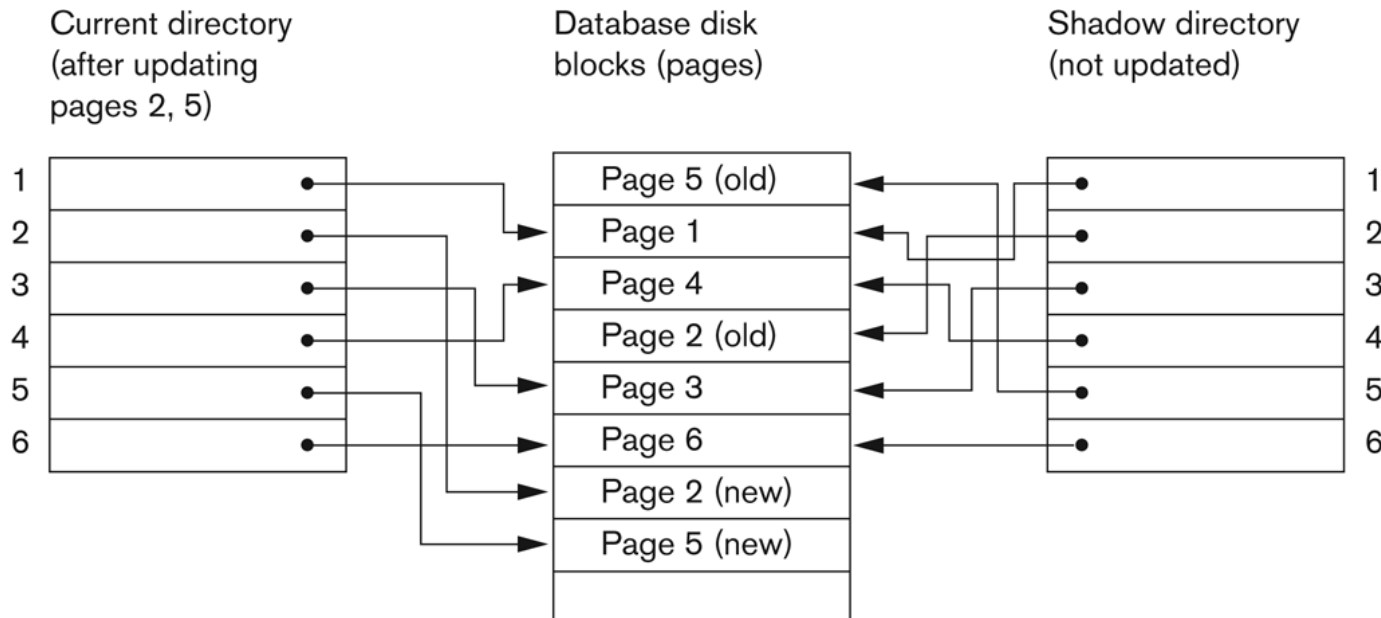 Current directory
(after updating
pages 2, 5)
Database disk
blocks (pages)
Shadow directory
(not updated)
1
2
3
4
5
6
Page 5 (old)
Page 1
Page 4
Page 2 (old)
Page 3
Page 6
Page 2 (new)
Page 5 (new)
1
2
3
4
5
6